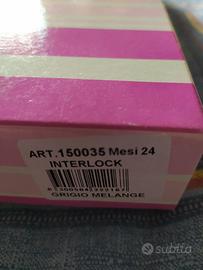 ART.150035 Mesi 24
INTERLOCK
GRIGIO MELANGE
subito